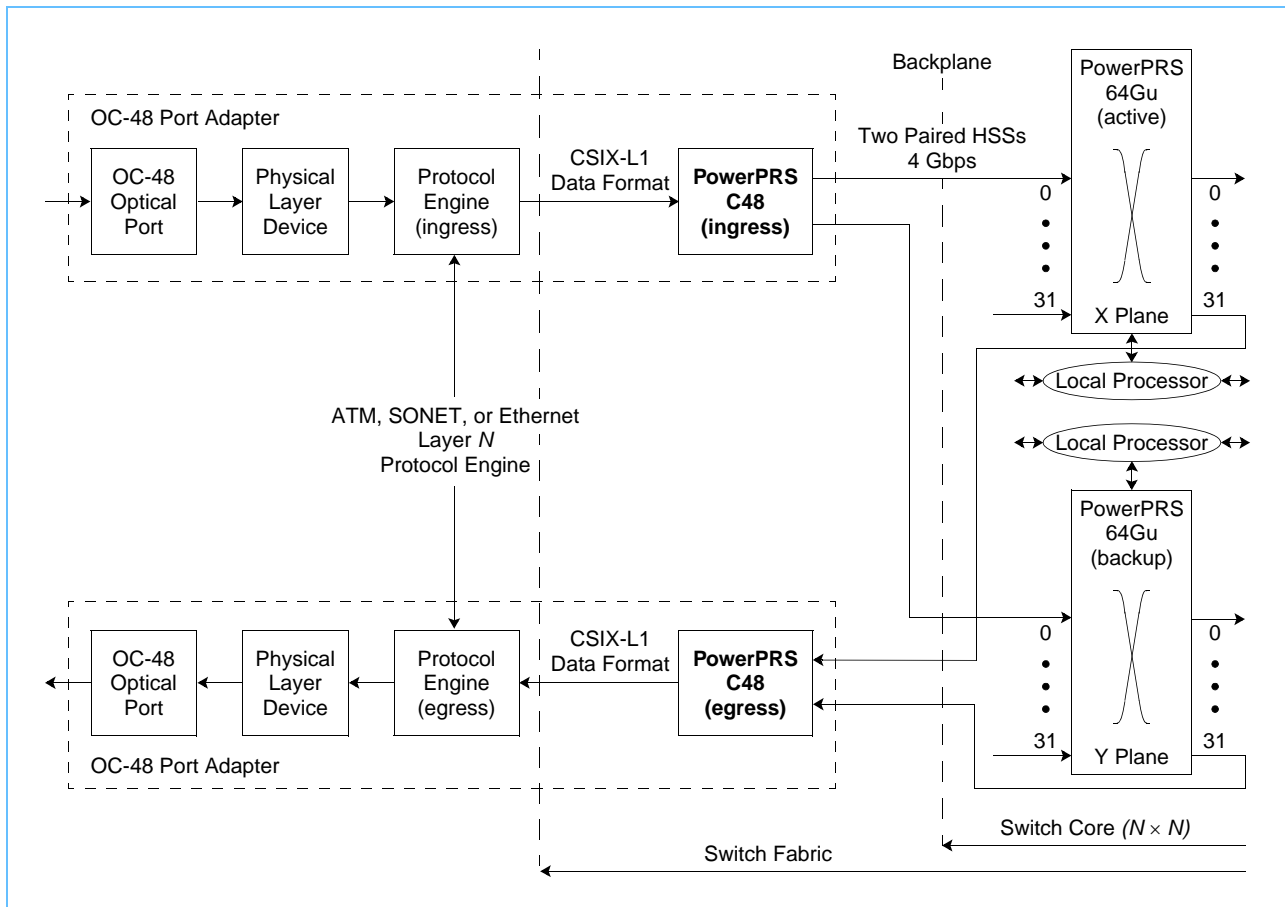 Backplane
PowerPRS
64Gu
(active)
OC-48 Port Adapter
OC-48
Optical
Port
Physical
Layer
Device
Protocol
Engine
(ingress)
CSIX-L1
Data Format
PowerPRS
C48
(ingress)
Two Paired HSSs
4 Gbps
0
0
31
31
X Plane
Local Processor
ATM, SONET, or Ethernet
Layer N
Protocol Engine
Local Processor
PowerPRS
64Gu
(backup)
0
0
31
31
Y Plane
OC-48
Optical
Port
Physical
Layer
Device
Protocol
Engine
(egress)
CSIX-L1
Data Format
PowerPRS
C48
(egress)
OC-48 Port Adapter
Switch Core (N × N)
Switch Fabric